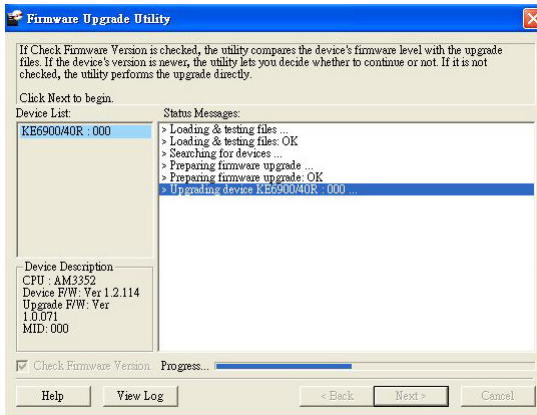 Firmware Upgrade Utility
If Check Firmware Version is checked, the utility compares the device's firmware level with the upgrade
files. If the device's version is newer, the utility lets you decide whether to continue or not. If it is not
checked, the utility performs the upgrade directly.
Click Next to begin.
Device List:
KE6900/40R : 000
Status Messages:
> Loading & testing files ...
> Loading & testing files: OK
> Searching for devices ...
> Preparing firmware upgrade ...
> Preparing firmware upgrade: OK
> Upgrading device KE6900/40R : 000 ...
Device Description
CPU : AM3352
Device F/W: Ver 1.2.114
Upgrade F/W: Ver
1.0.071
MID: 000
Check Firmware Version
Progress...
Help
View Log
< Back
Next >
Cancel